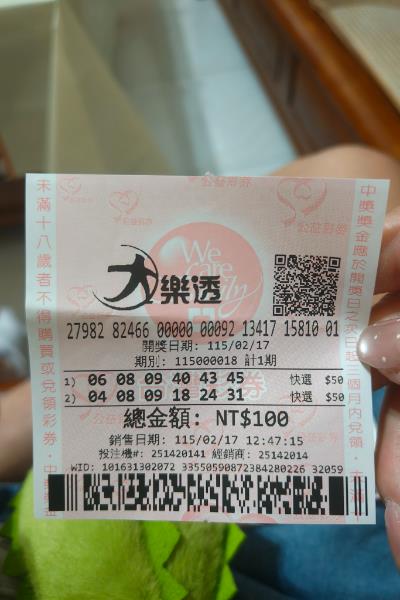 公益彩券
We
Care
大樂透
27982 82466 00000 00092 13417 15810 01
開獎日期: 115/02/17
期別: 115000018 計1期
1) 06 08 09 40 43 45 快選 $50
2) 04 08 09 18 24 31 快選 $50
總金額: NT$100
銷售日期: 115/02/17 12:47:15
投注機#: 251420141 經銷商: 25142014
WID: 101631302072 33550590872384280226 32059
未滿十八歲者不得購買或兌領彩券
中獎獎金應於開獎日之次日起三個月內兌領